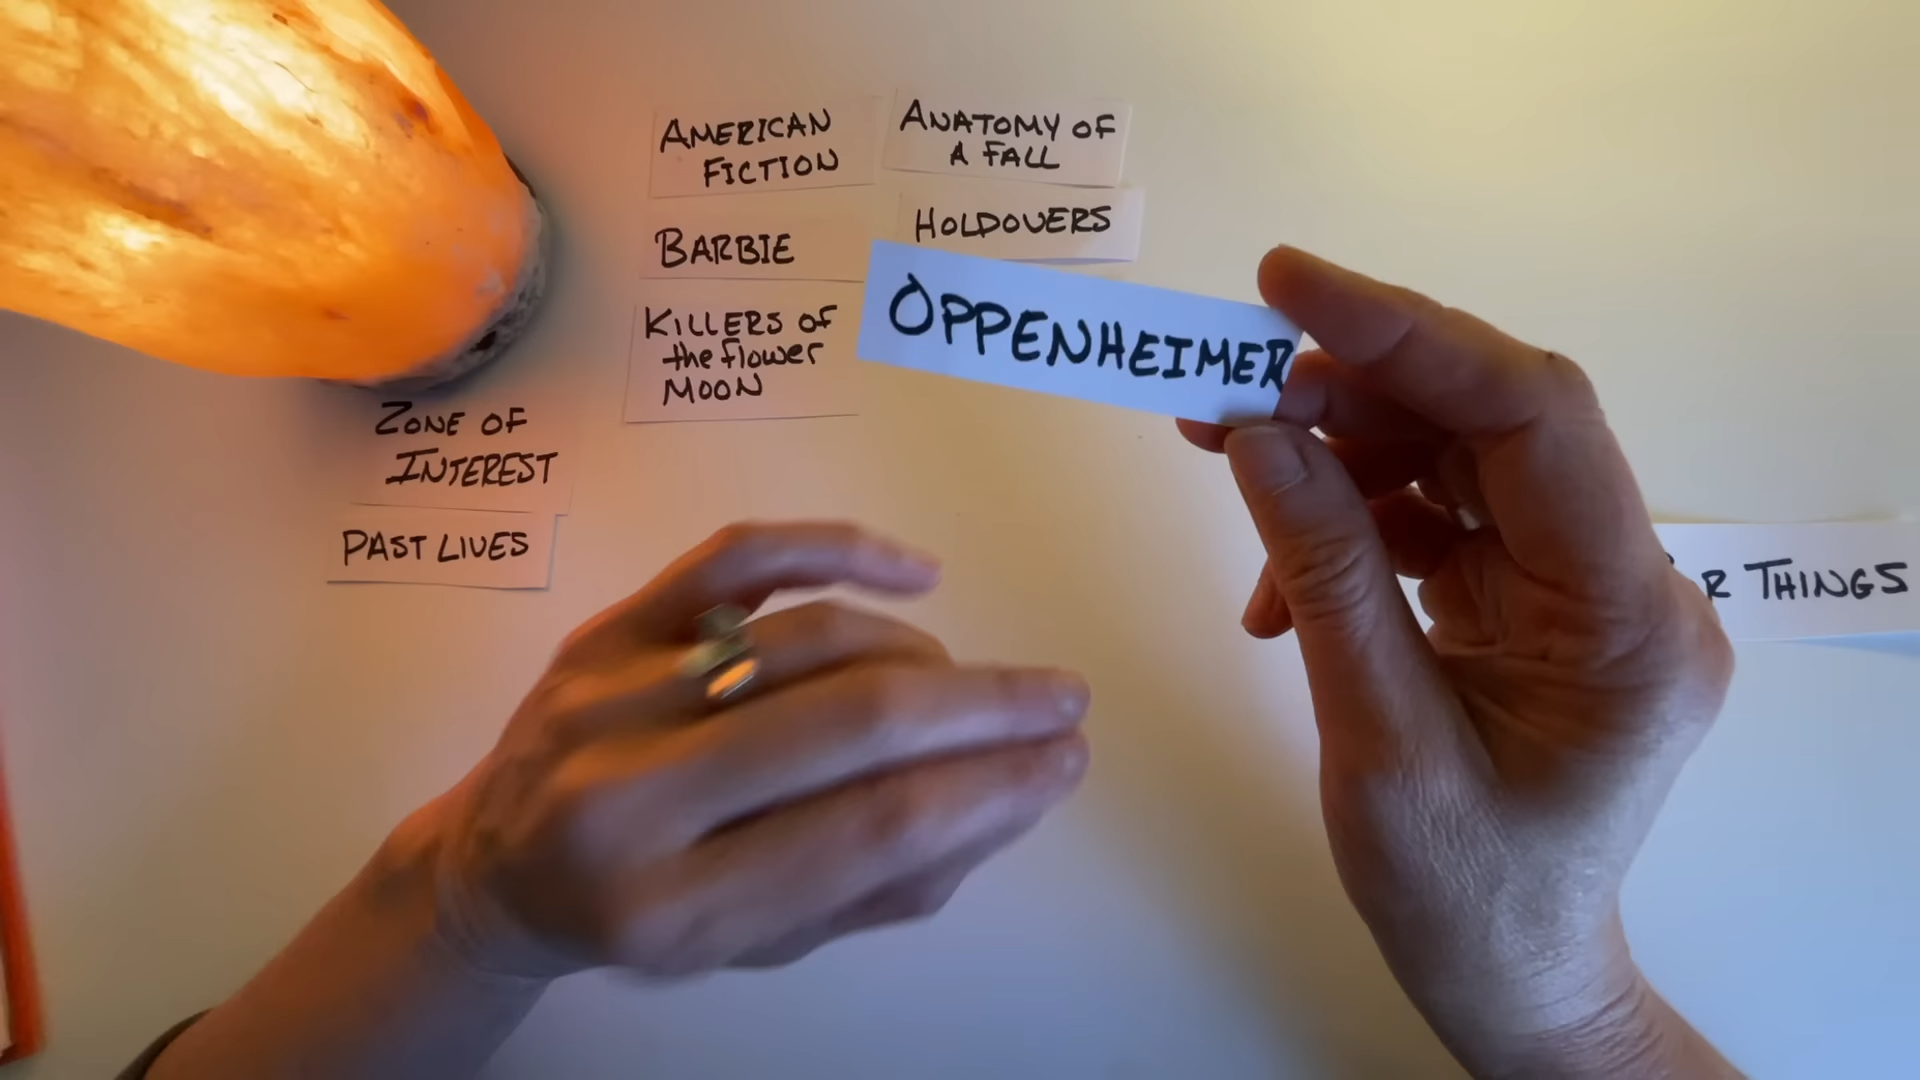 AMERICAN
FICTION
ANATOMY OF
A FALL
BARBIE
HOLDOVERS
KILLERS OF
the flower
MOON
OPPENHEIMER
ZONE OF
INTEREST
PAST LIVES
R THINGS